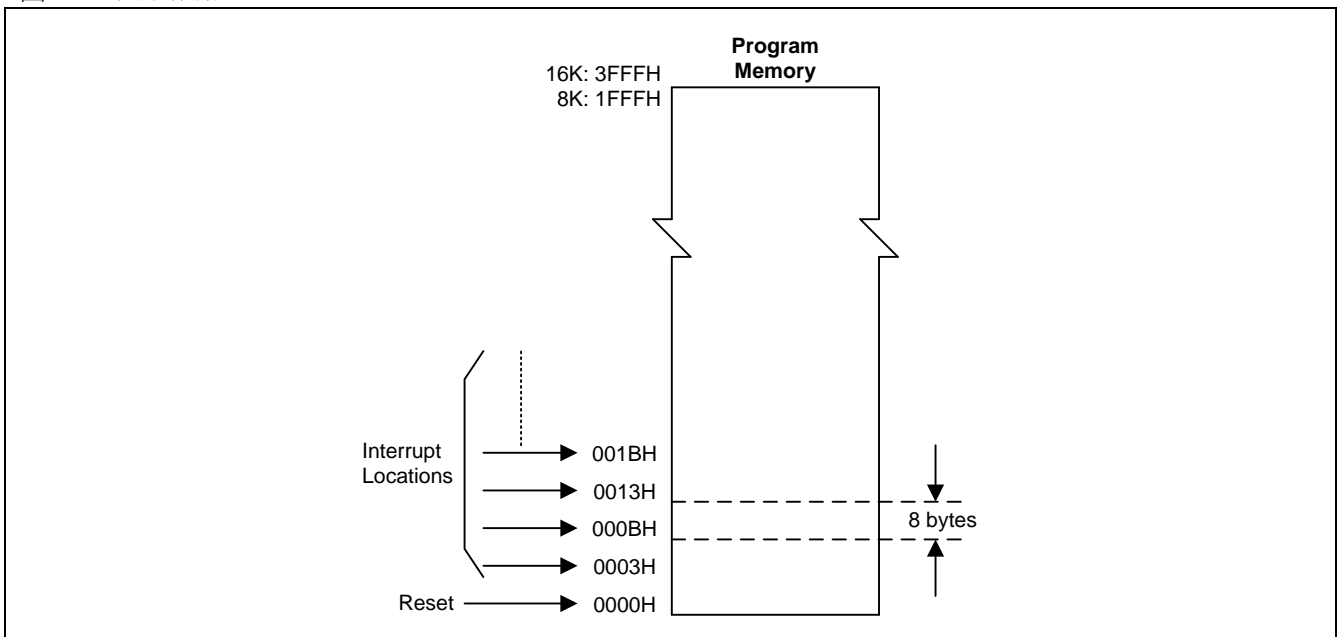 Program
Memory
16K: 3FFFH
8K: 1FFFH
Interrupt
Locations
001BH
0013H
000BH
0003H
8 bytes
Reset
0000H